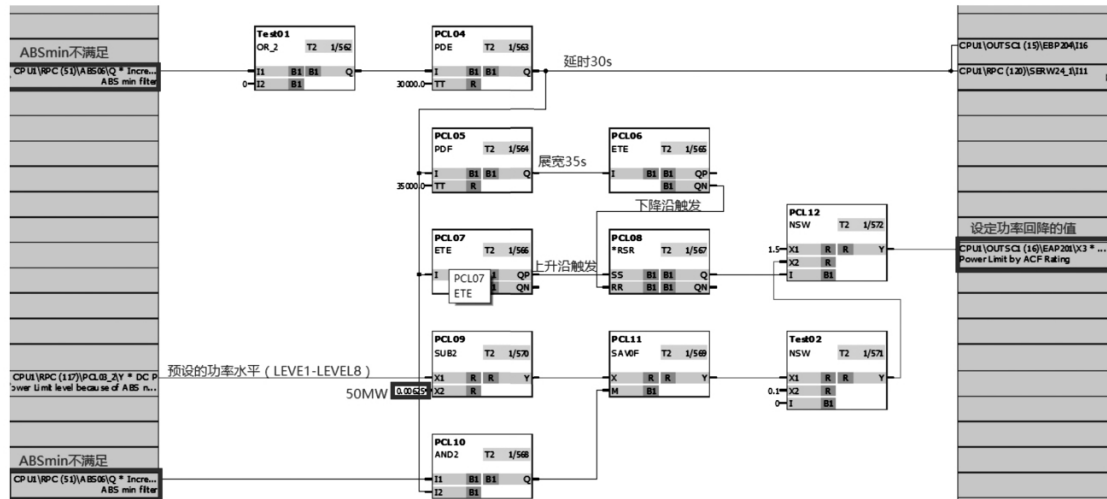 Test01
OR_2 T2 1/562
I1 B1 B1 Q
0 I2 B1
PCL04
PDE T2 1/563
I B1 B1 Q
30000.0 TT R
ABSmin不满足
CPU1\RPC (51)\ABS06\Q * Incre...
ABS min filter
延时30s
CPU1\OUTSC1 (15)\EBP204\I16
CPU1\RPC (120)\SERW24_1\I11
PCL05
PDF T2 1/564
I B1 B1 Q
35000.0 TT R
展宽35s
PCL06
ETE T2 1/565
I B1 B1 QP
B1 QN
下降沿触发
PCL07
ETE T2 1/566
I QP
QN
PCL07
ETE
上升沿触发
PCL08
*RSR T2 1/567
SS B1 B1 Q
RR B1 B1 QN
PCL12
NSW T2 1/572
1.5 X1 R R Y
X2 R
I B1
设定功率回降的值
CPU1\OUTSC1 (16)\EAP201\X3 * ...
Power Limit by ACF Rating
CPU1\RPC (117)\PCL03_2\Y * DC P
ower Limit level because of ABS n...
预设的功率水平（LEVE1-LEVEL8）
50MW
PCL09
SUB2 T2 1/570
X1 R R Y
0.00625 X2 R
PCL11
SAV0F T2 1/569
X R R Y
M B1
Test02
NSW T2 1/571
X1 R R Y
0.1 X2 R
0 I B1
PCL10
AND2 T2 1/568
I1 B1 B1 Q
I2 B1
ABSmin不满足
CPU1\RPC (51)\ABS06\Q * Incre...
ABS min filter